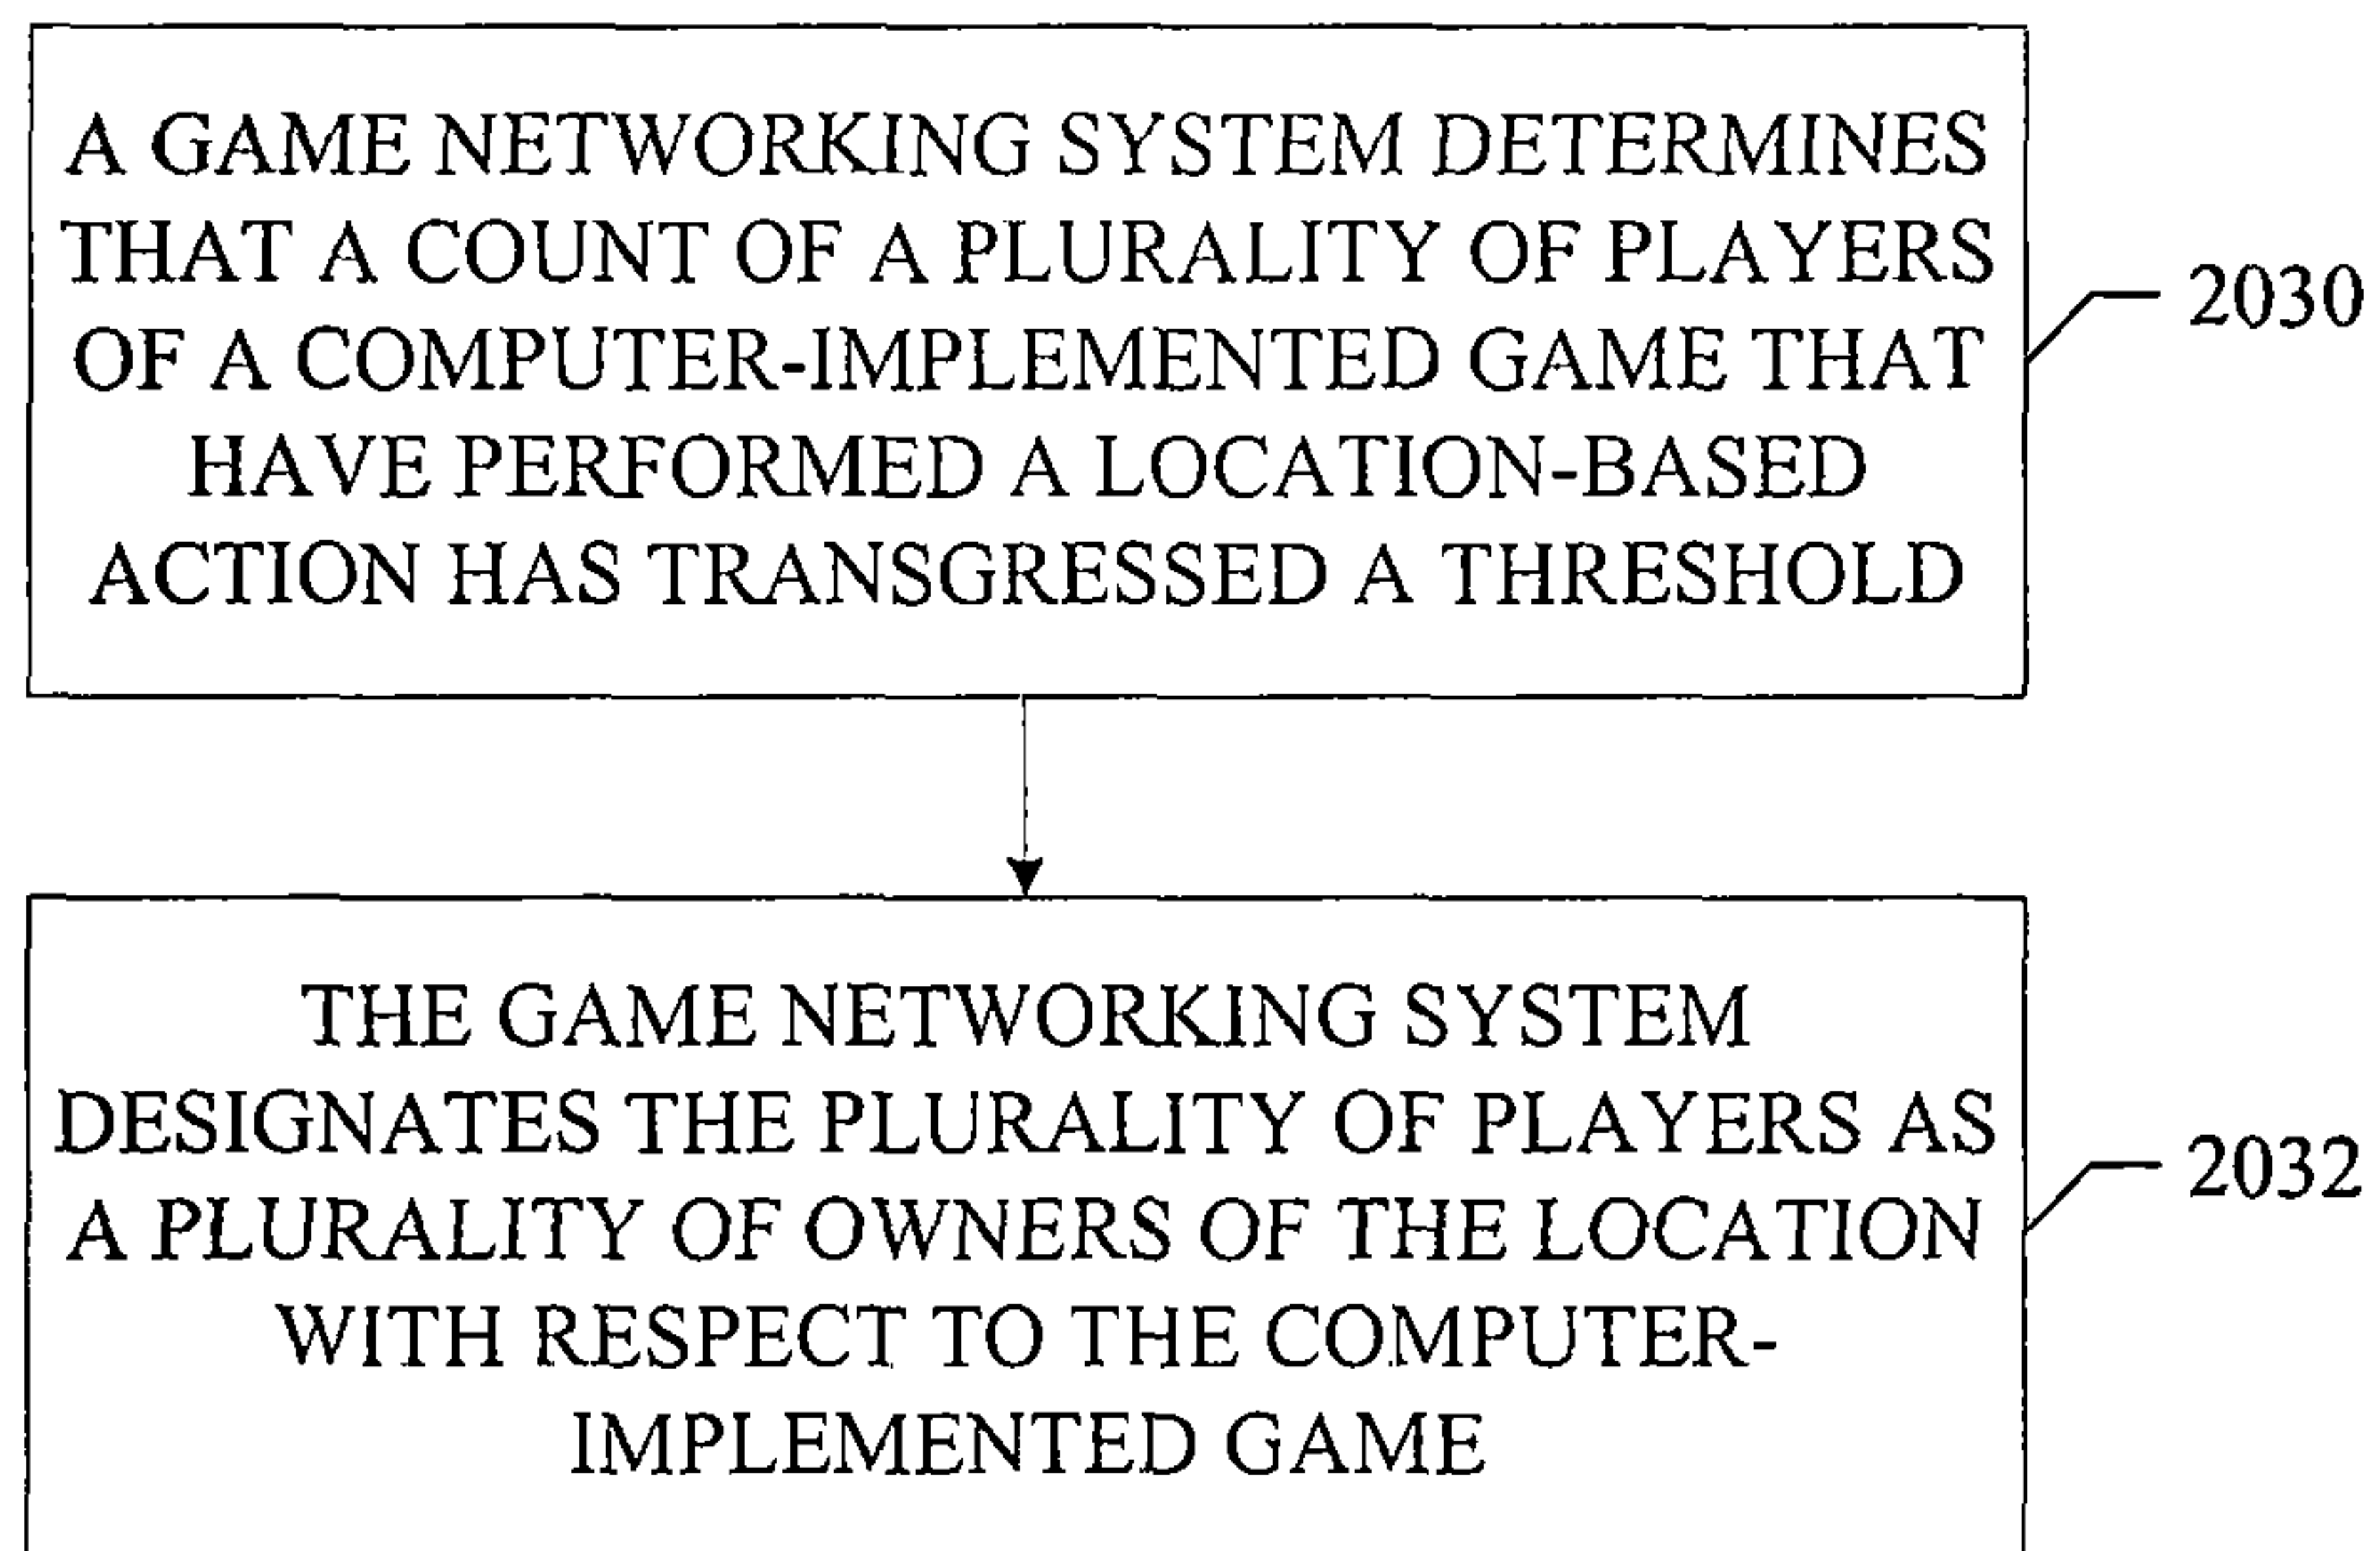 A GAME NETWORKING SYSTEM DETERMINES
THAT A COUNT OF A PLURALITY OF PLAYERS
OF A COMPUTER-IMPLEMENTED GAME THAT
HAVE PERFORMED A LOCATION-BASED
ACTION HAS TRANSGRESSED A THRESHOLD
2030
THE GAME NETWORKING SYSTEM
DESIGNATES THE PLURALITY OF PLAYERS AS
A PLURALITY OF OWNERS OF THE LOCATION
WITH RESPECT TO THE COMPUTER-
IMPLEMENTED GAME
2032